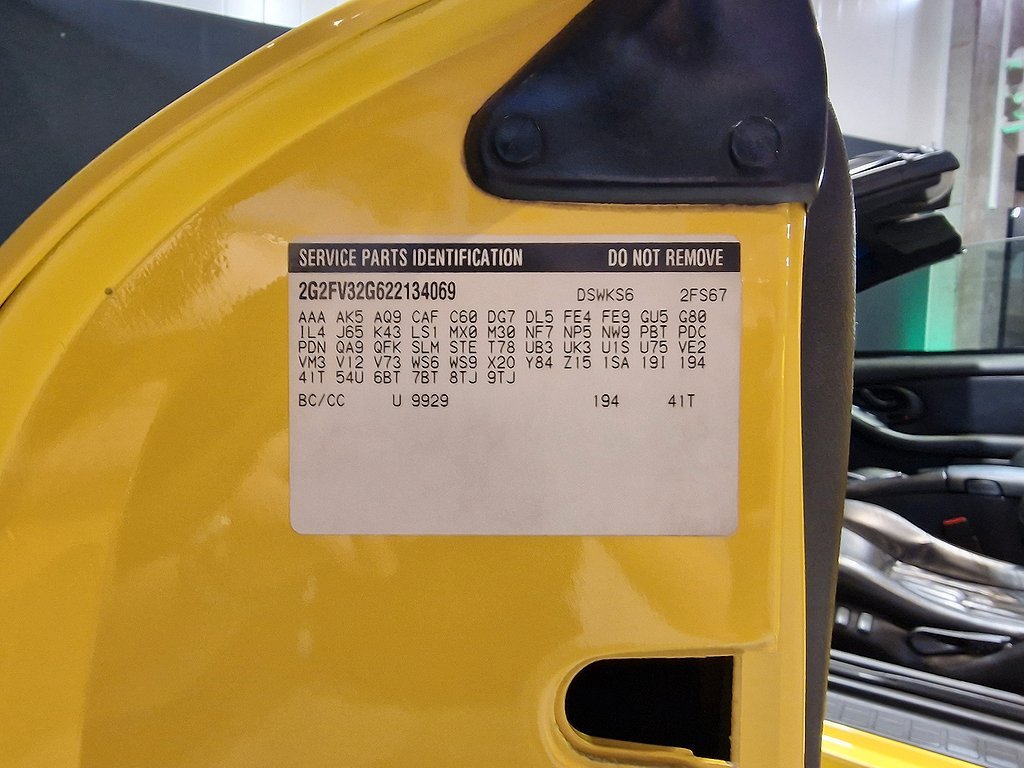 SERVICE PARTS IDENTIFICATION DO NOT REMOVE
2G2FV32G622134069 DSWKS6 2FS67
AAA AK5 AQ9 CAF C60 DG7 DL5 FE4 FE9 GU5 G80
IL4 J65 K43 LS1 MX0 M30 NF7 NP5 NW9 PBT PDC
PDN QA9 QFK SLM STE T78 UB3 UK3 U1S U75 VE2
VM3 V12 V73 WS6 WS9 X20 Y84 Z15 1SA 19I 194
41T 54U 6BT 7BT 8TJ 9TJ
BC/CC U 9929 194 41T